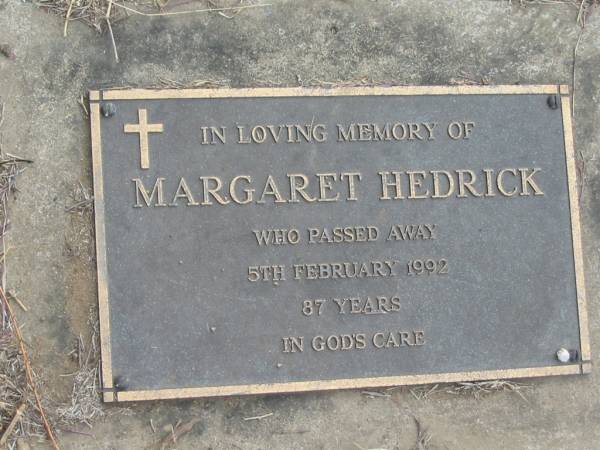 IN LOVING MEMORY OF
MARGARET HEDRICK
WHO PASSED AWAY
5TH FEBRUARY 1992
87 YEARS
IN GOD'S CARE